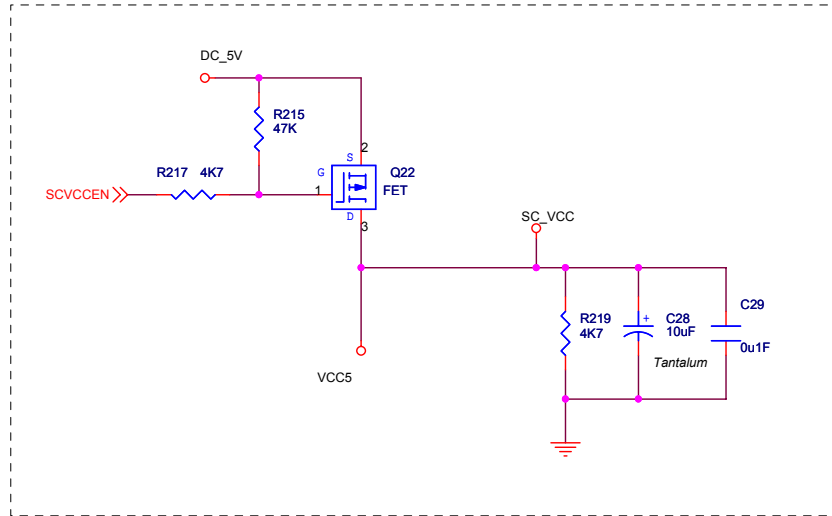 DC_5V
R215
47K
2
S
Q22
G
R217 4K7
1
FET
SCVCCEN
D
3
SC_VCC
C29
R219
4K7
+
C28
10uF
0u1F
Tantalum
VCC5